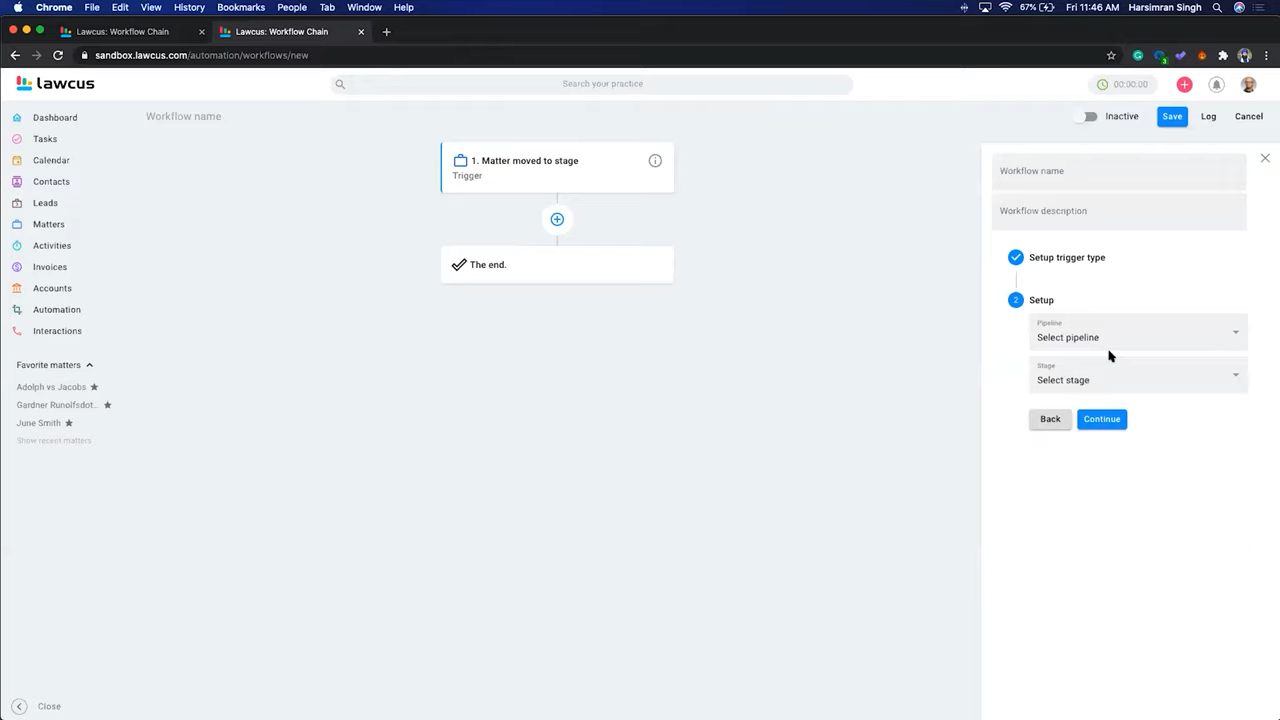 Chrome File Edit View History Bookmarks People Tab Window Help 67% Fri 11:46 AM Harsimran Singh
Lawcus: Workflow Chain
Lawcus: Workflow Chain
sandbox.lawcus.com/automation/workflows/new
lawcus
Search your practice
00:00:00
Dashboard
Tasks
Calendar
Contacts
Leads
Matters
Activities
Invoices
Accounts
Automation
Interactions
Favorite matters
Adolph vs Jacobs
Gardner Runolfsdot...
June Smith
Show recent matters
Close
Workflow name
Inactive Save Log Cancel
1. Matter moved to stage
Trigger
The end.
Workflow name
Workflow description
Setup trigger type
2 Setup
Pipeline
Select pipeline
Stage
Select stage
Back Continue